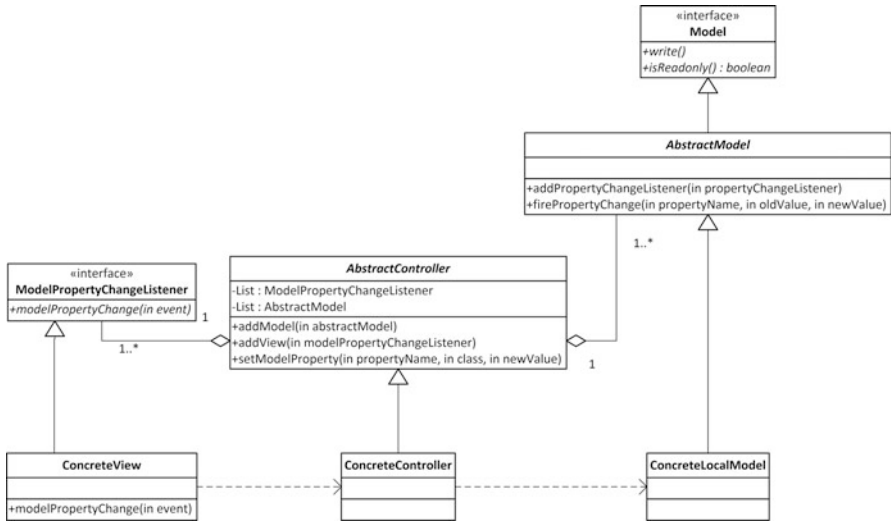 «interface»
Model
+write()
+isReadonly() : boolean
AbstractModel
+addPropertyChangeListener(in propertyChangeListener)
+firePropertyChange(in propertyName, in oldValue, in newValue)
1..*
«interface»
ModelPropertyChangeListener
+modelPropertyChange(in event)
1
1..*
AbstractController
-List : ModelPropertyChangeListener
-List : AbstractModel
+addModel(in abstractModel)
+addView(in modelPropertyChangeListener)
+setModelProperty(in propertyName, in class, in newValue)
1
ConcreteView
+modelPropertyChange(in event)
ConcreteController
ConcreteLocalModel